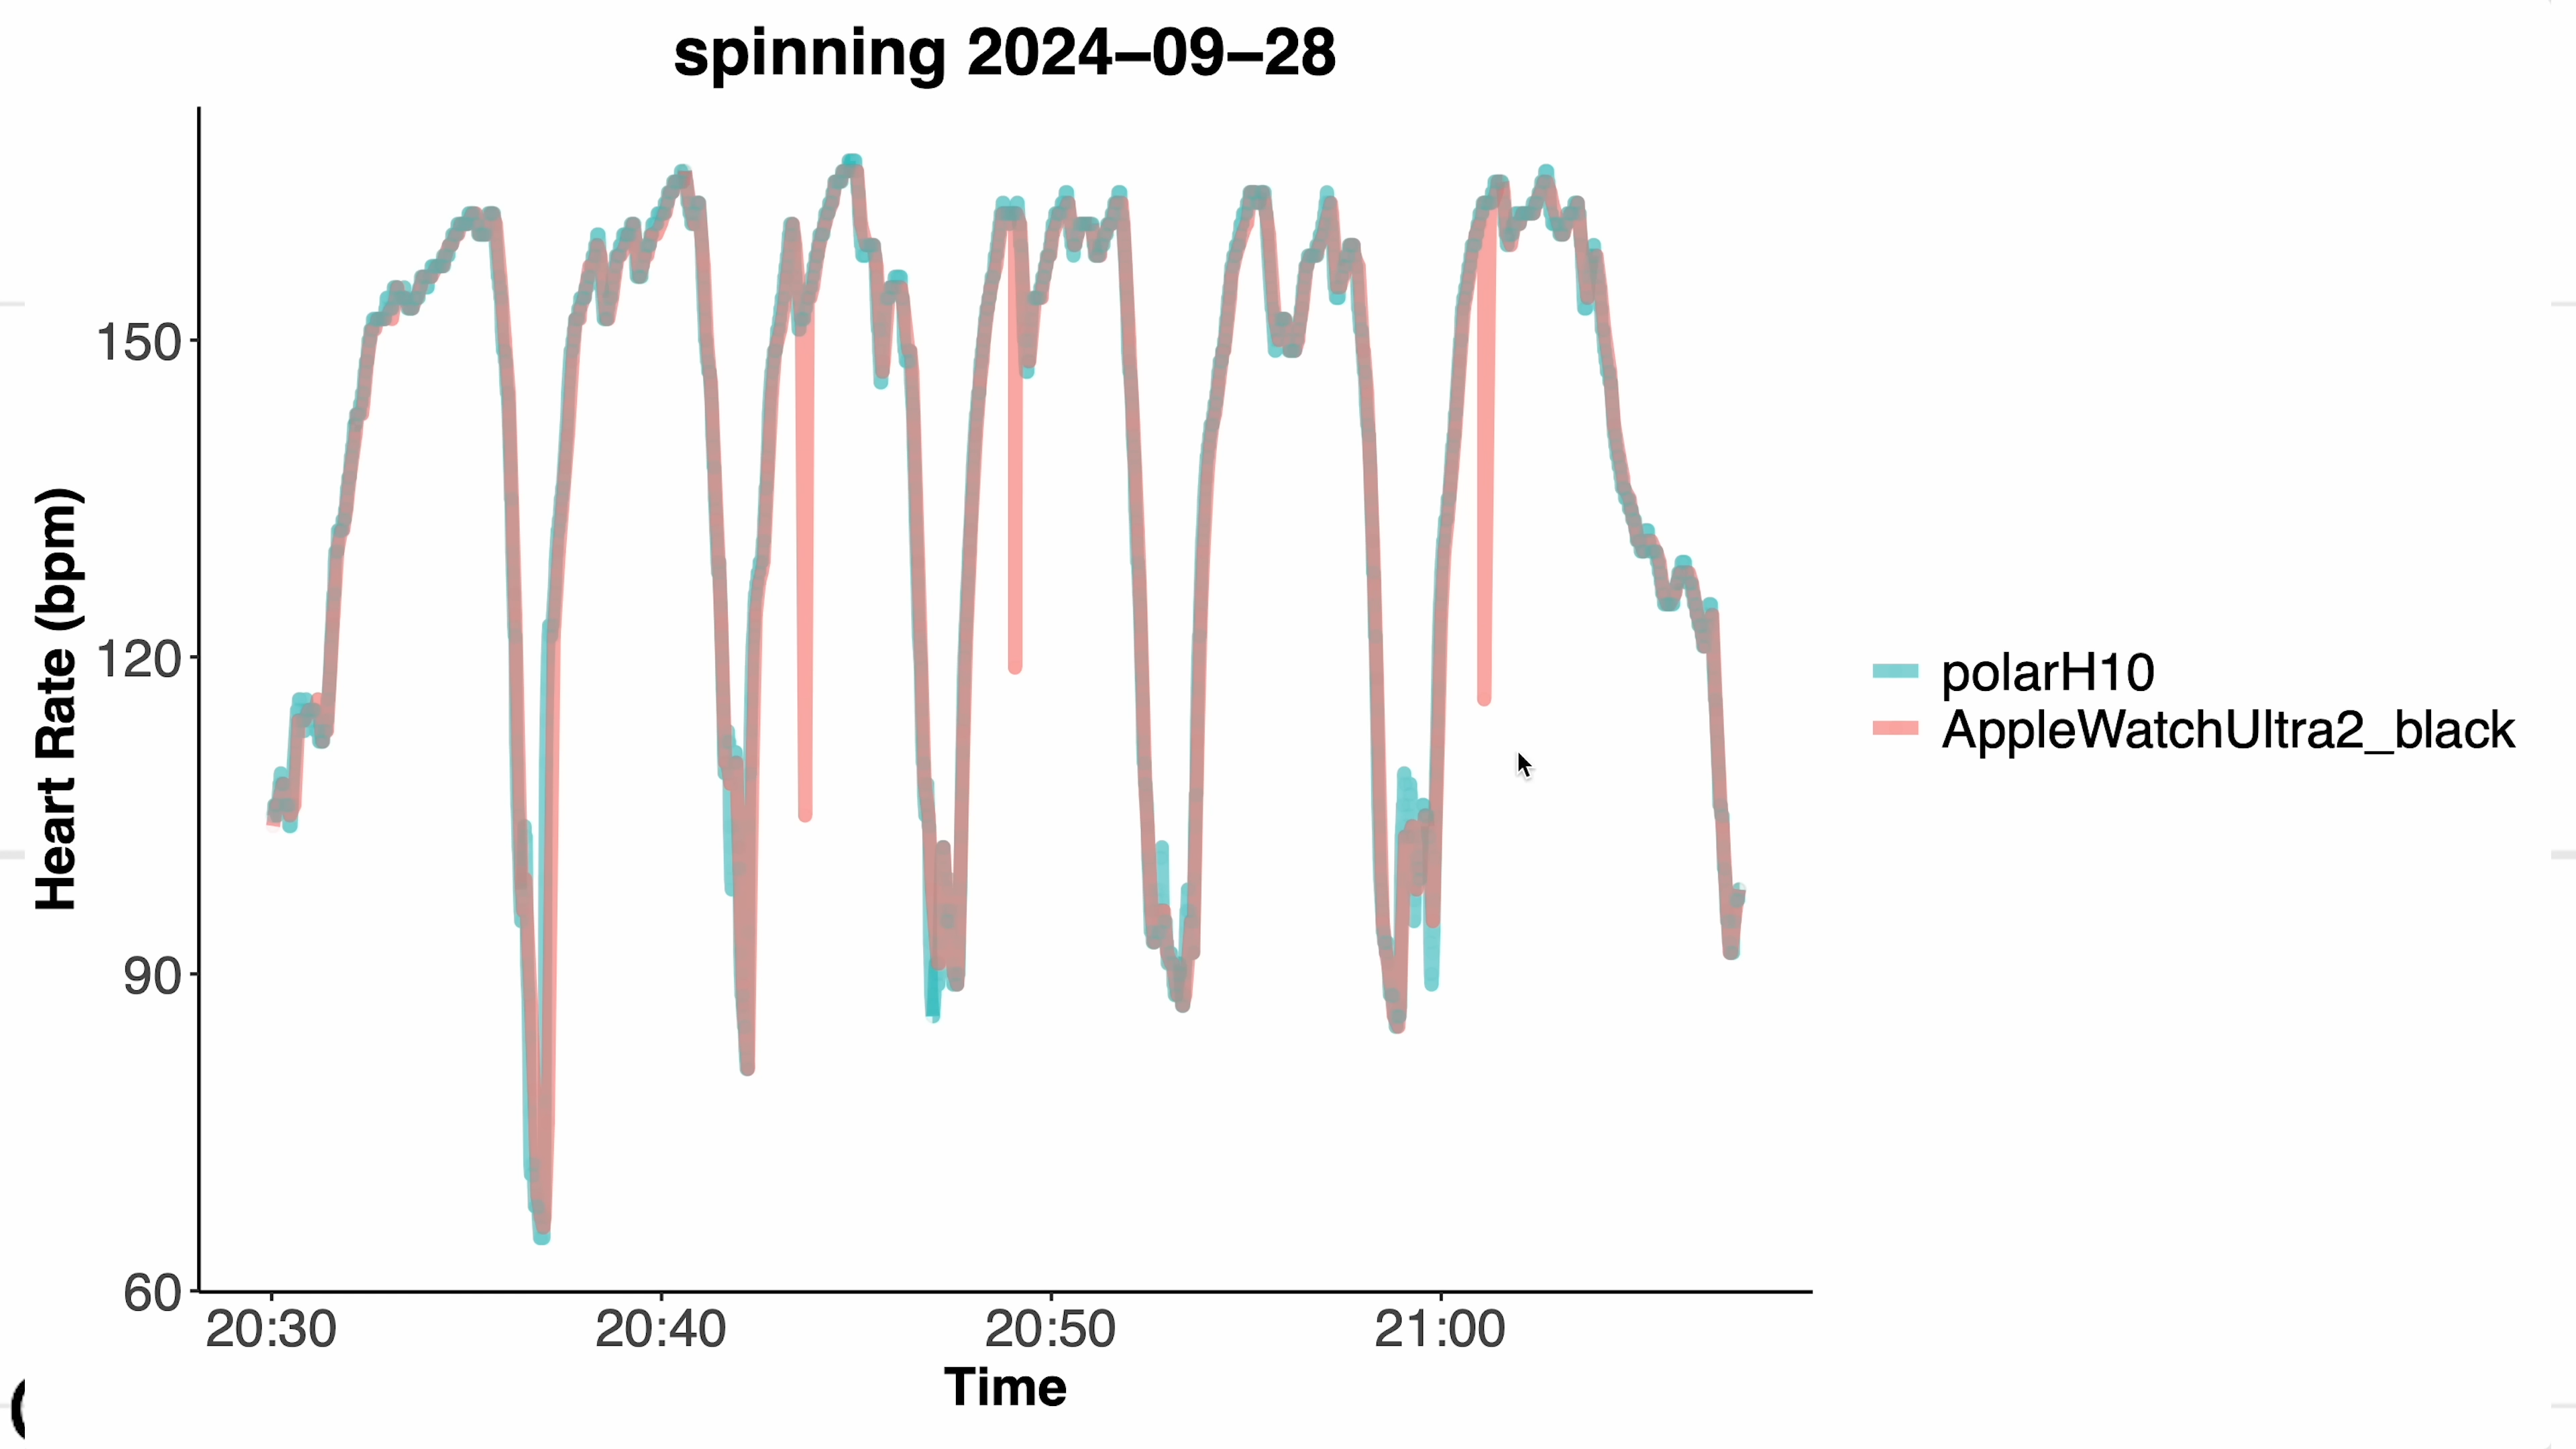 spinning 2024–09–28
Heart Rate (bpm)
150
120
90
60
20:30 20:40 20:50 21:00
Time
polarH10
AppleWatchUltra2_black